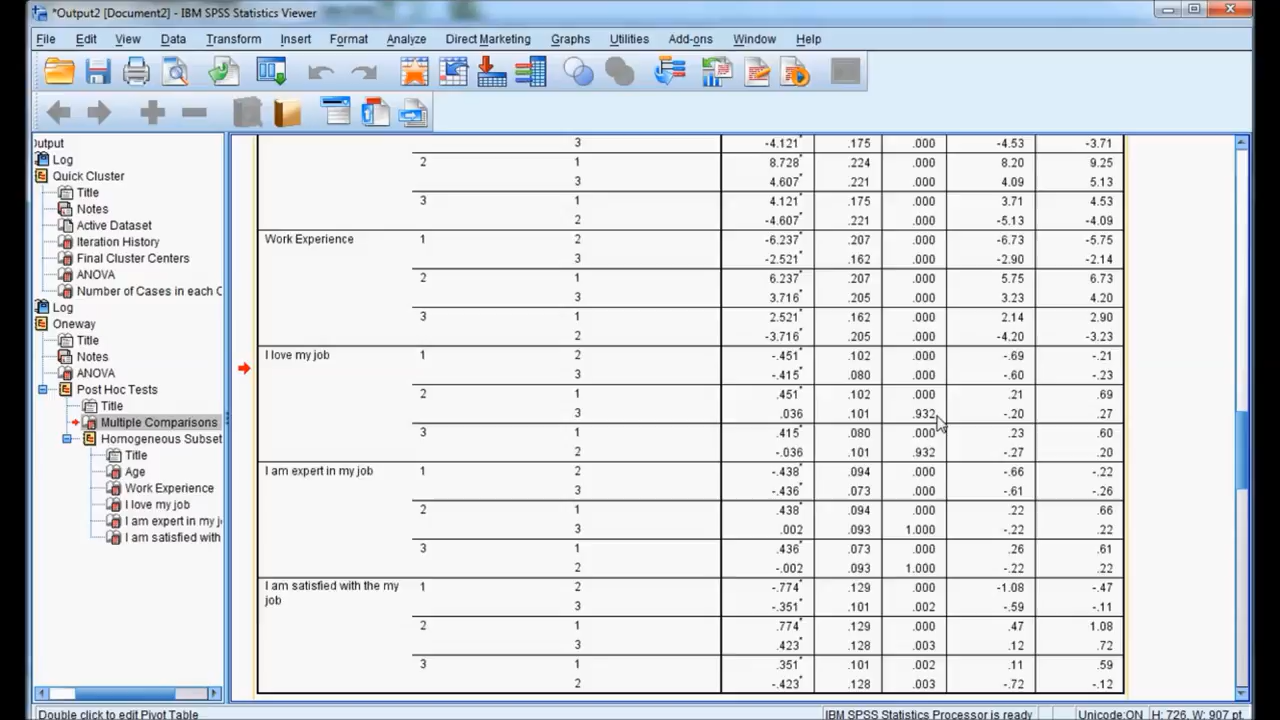 *Output2 [Document2] - IBM SPSS Statistics Viewer
File Edit View Data Transform Insert Format Analyze Direct Marketing Graphs Utilities Add-ons Window Help
Output
Log
Quick Cluster
Title
Notes
Active Dataset
Iteration History
Final Cluster Centers
ANOVA
Number of Cases in each C
Log
Oneway
Title
Notes
ANOVA
Post Hoc Tests
Title
Multiple Comparisons
Homogeneous Subset
Title
Age
Work Experience
I love my job
I am expert in my j
I am satisfied with
3 -4.121* .175 .000 -4.53 -3.71
2 1 8.728* .224 .000 8.20 9.25
3 4.607* .221 .000 4.09 5.13
3 1 4.121* .175 .000 3.71 4.53
2 -4.607* .221 .000 -5.13 -4.09
Work Experience 1 2 -6.237* .207 .000 -6.73 -5.75
3 -2.521* .162 .000 -2.90 -2.14
2 1 6.237* .207 .000 5.75 6.73
3 3.716* .205 .000 3.23 4.20
3 1 2.521* .162 .000 2.14 2.90
2 -3.716* .205 .000 -4.20 -3.23
I love my job 1 2 -.451* .102 .000 -.69 -.21
3 -.415* .080 .000 -.60 -.23
2 1 .451* .102 .000 .21 .69
3 .036 .101 .932 -.20 .27
3 1 .415* .080 .000 .23 .60
2 -.036 .101 .932 -.27 .20
I am expert in my job 1 2 -.438* .094 .000 -.66 -.22
3 -.436* .073 .000 -.61 -.26
2 1 .438* .094 .000 .22 .66
3 .002 .093 1.000 -.22 .22
3 1 .436* .073 .000 .26 .61
2 -.002 .093 1.000 -.22 .22
I am satisfied with the my 1 2 -.774* .129 .000 -1.08 -.47
job 3 -.351* .101 .002 -.59 -.11
2 1 .774* .129 .000 .47 1.08
3 .423* .128 .003 .12 .72
3 1 .351* .101 .002 .11 .59
2 -.423* .128 .003 -.72 -.12
Double click to edit Pivot Table IBM SPSS Statistics Processor is ready Unicode:ON H: 726, W: 907 pt